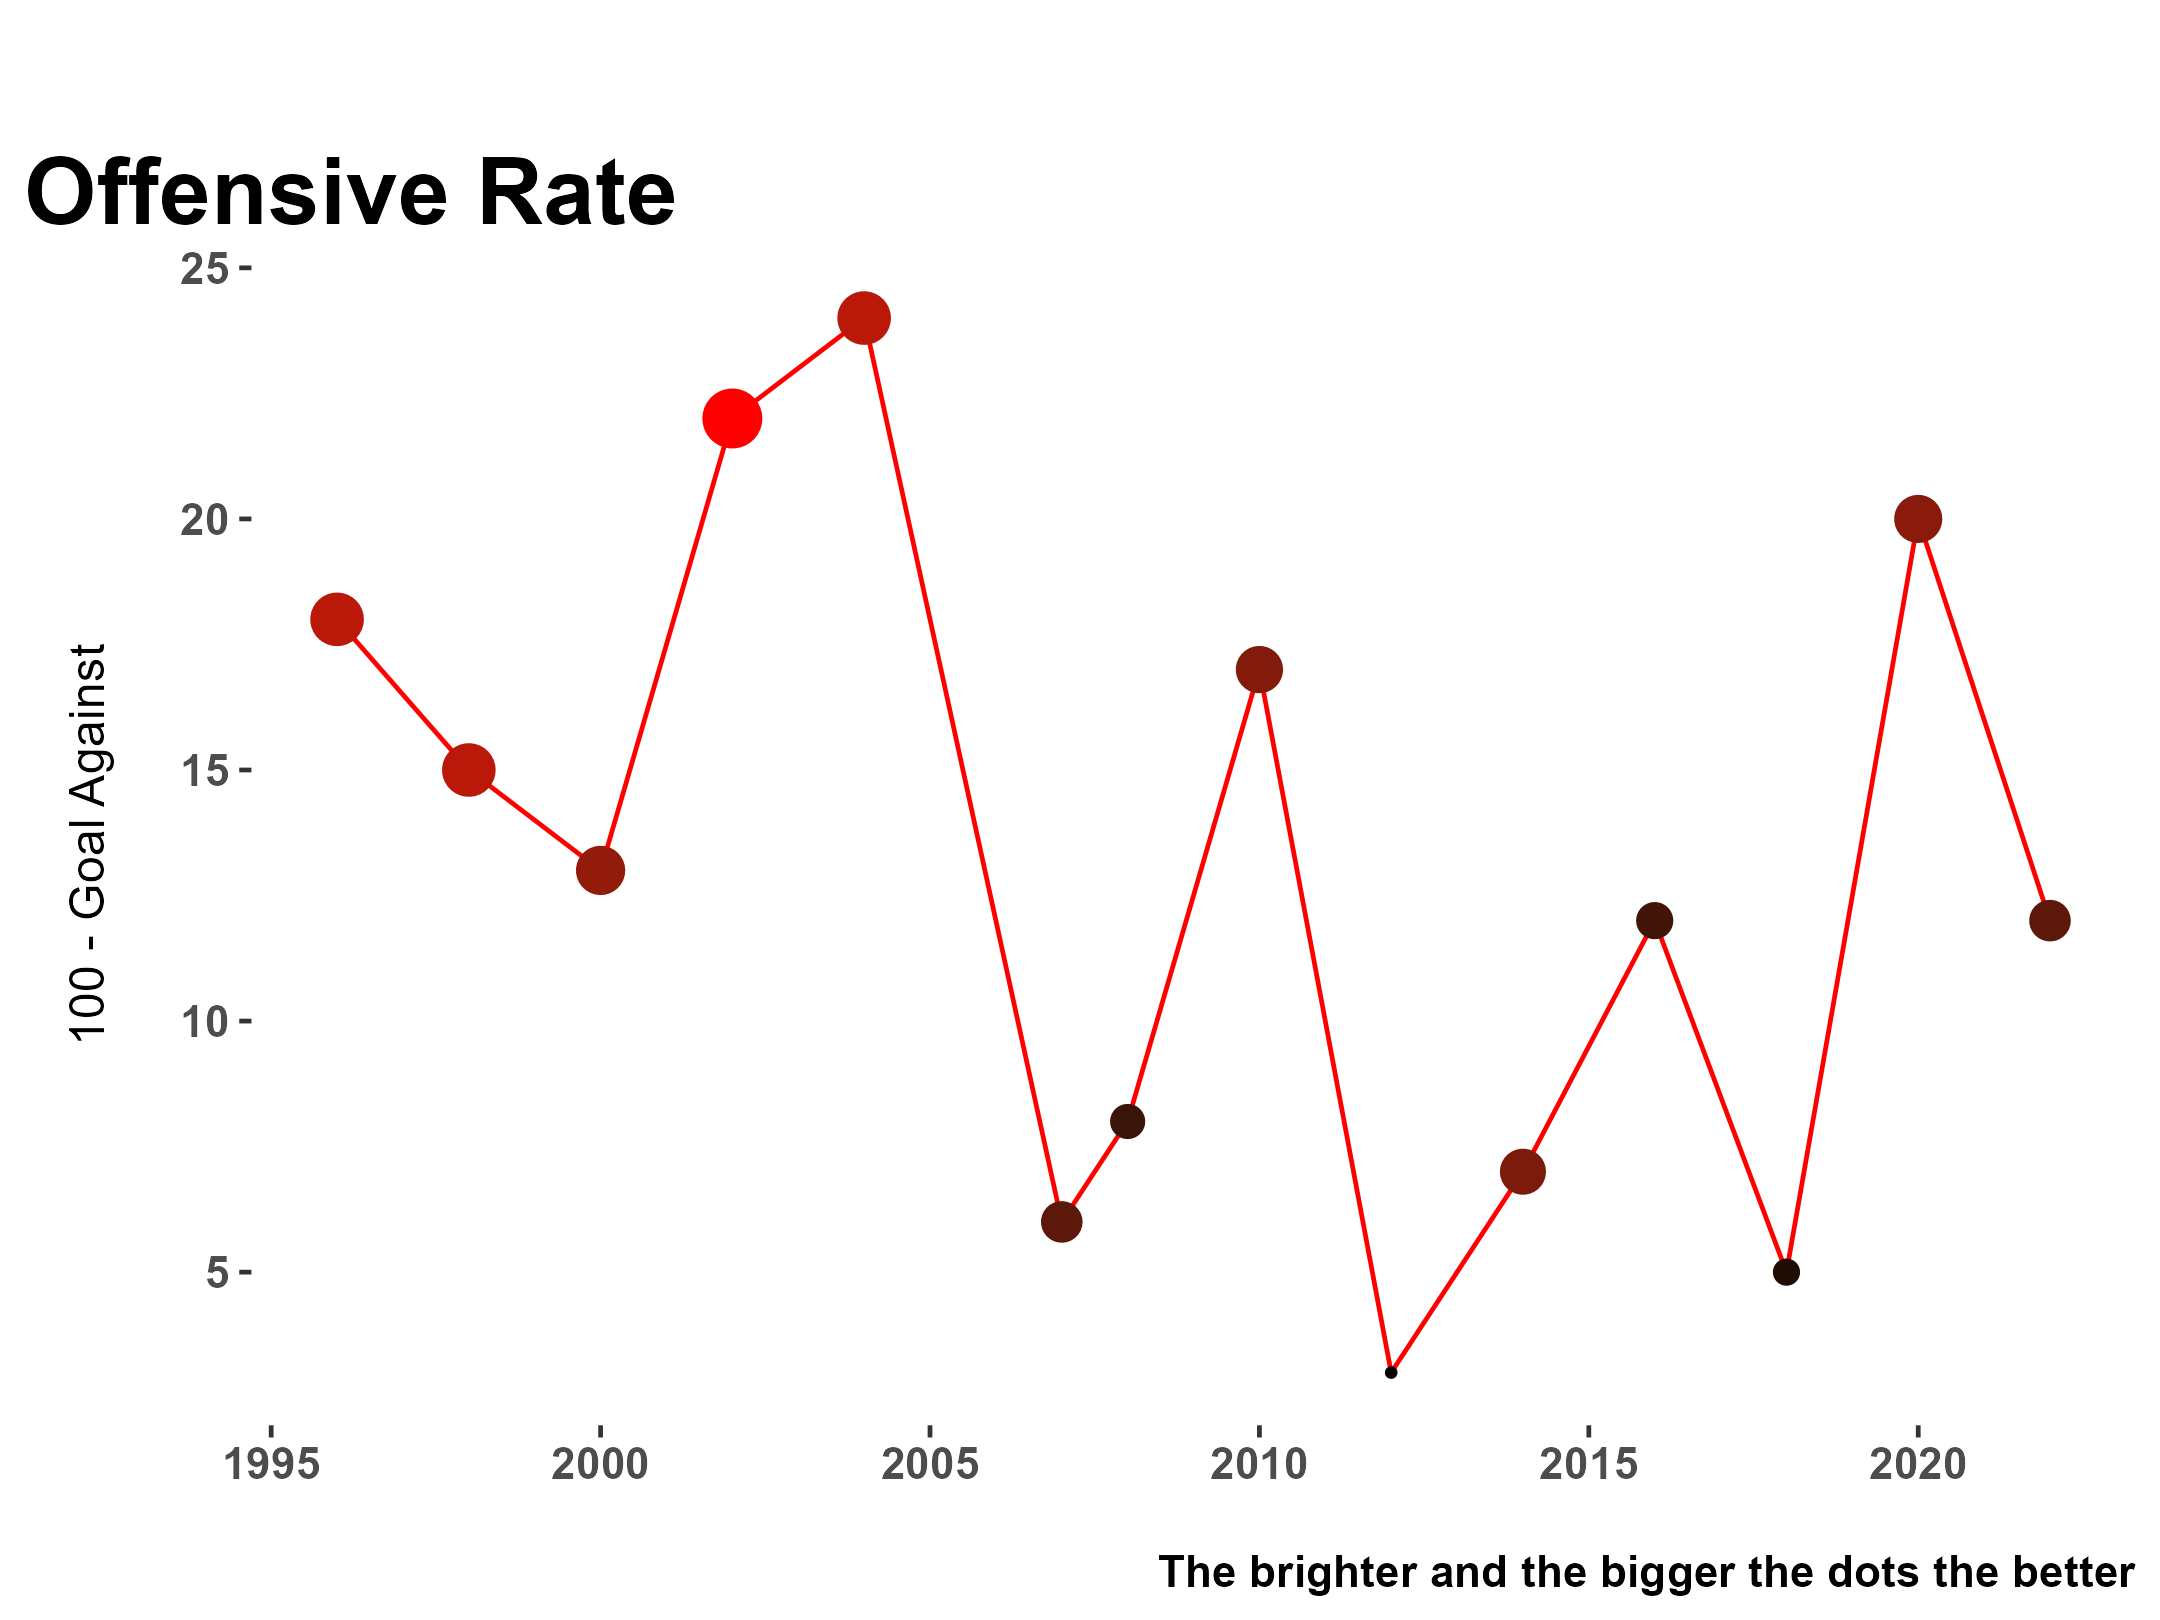 Offensive Rate
25
20
15
10
5
100 - Goal Against
1995 2000 2005 2010 2015 2020
The brighter and the bigger the dots the better